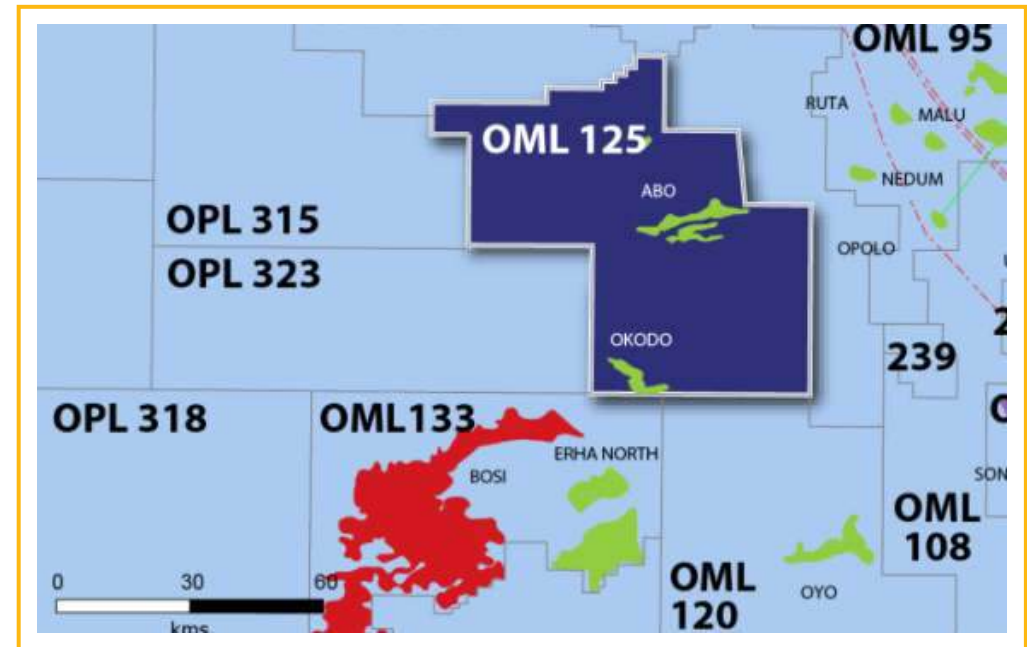 OML 95
RUTA
MALU
OML 125
NEDUM
ABO
OPL 315
OPOLO
OPL 323
OKODO
239
OPL 318
OML133
ERHA NORTH
BOSI
OML
108
0 30 60
kms
OML
120
OYO